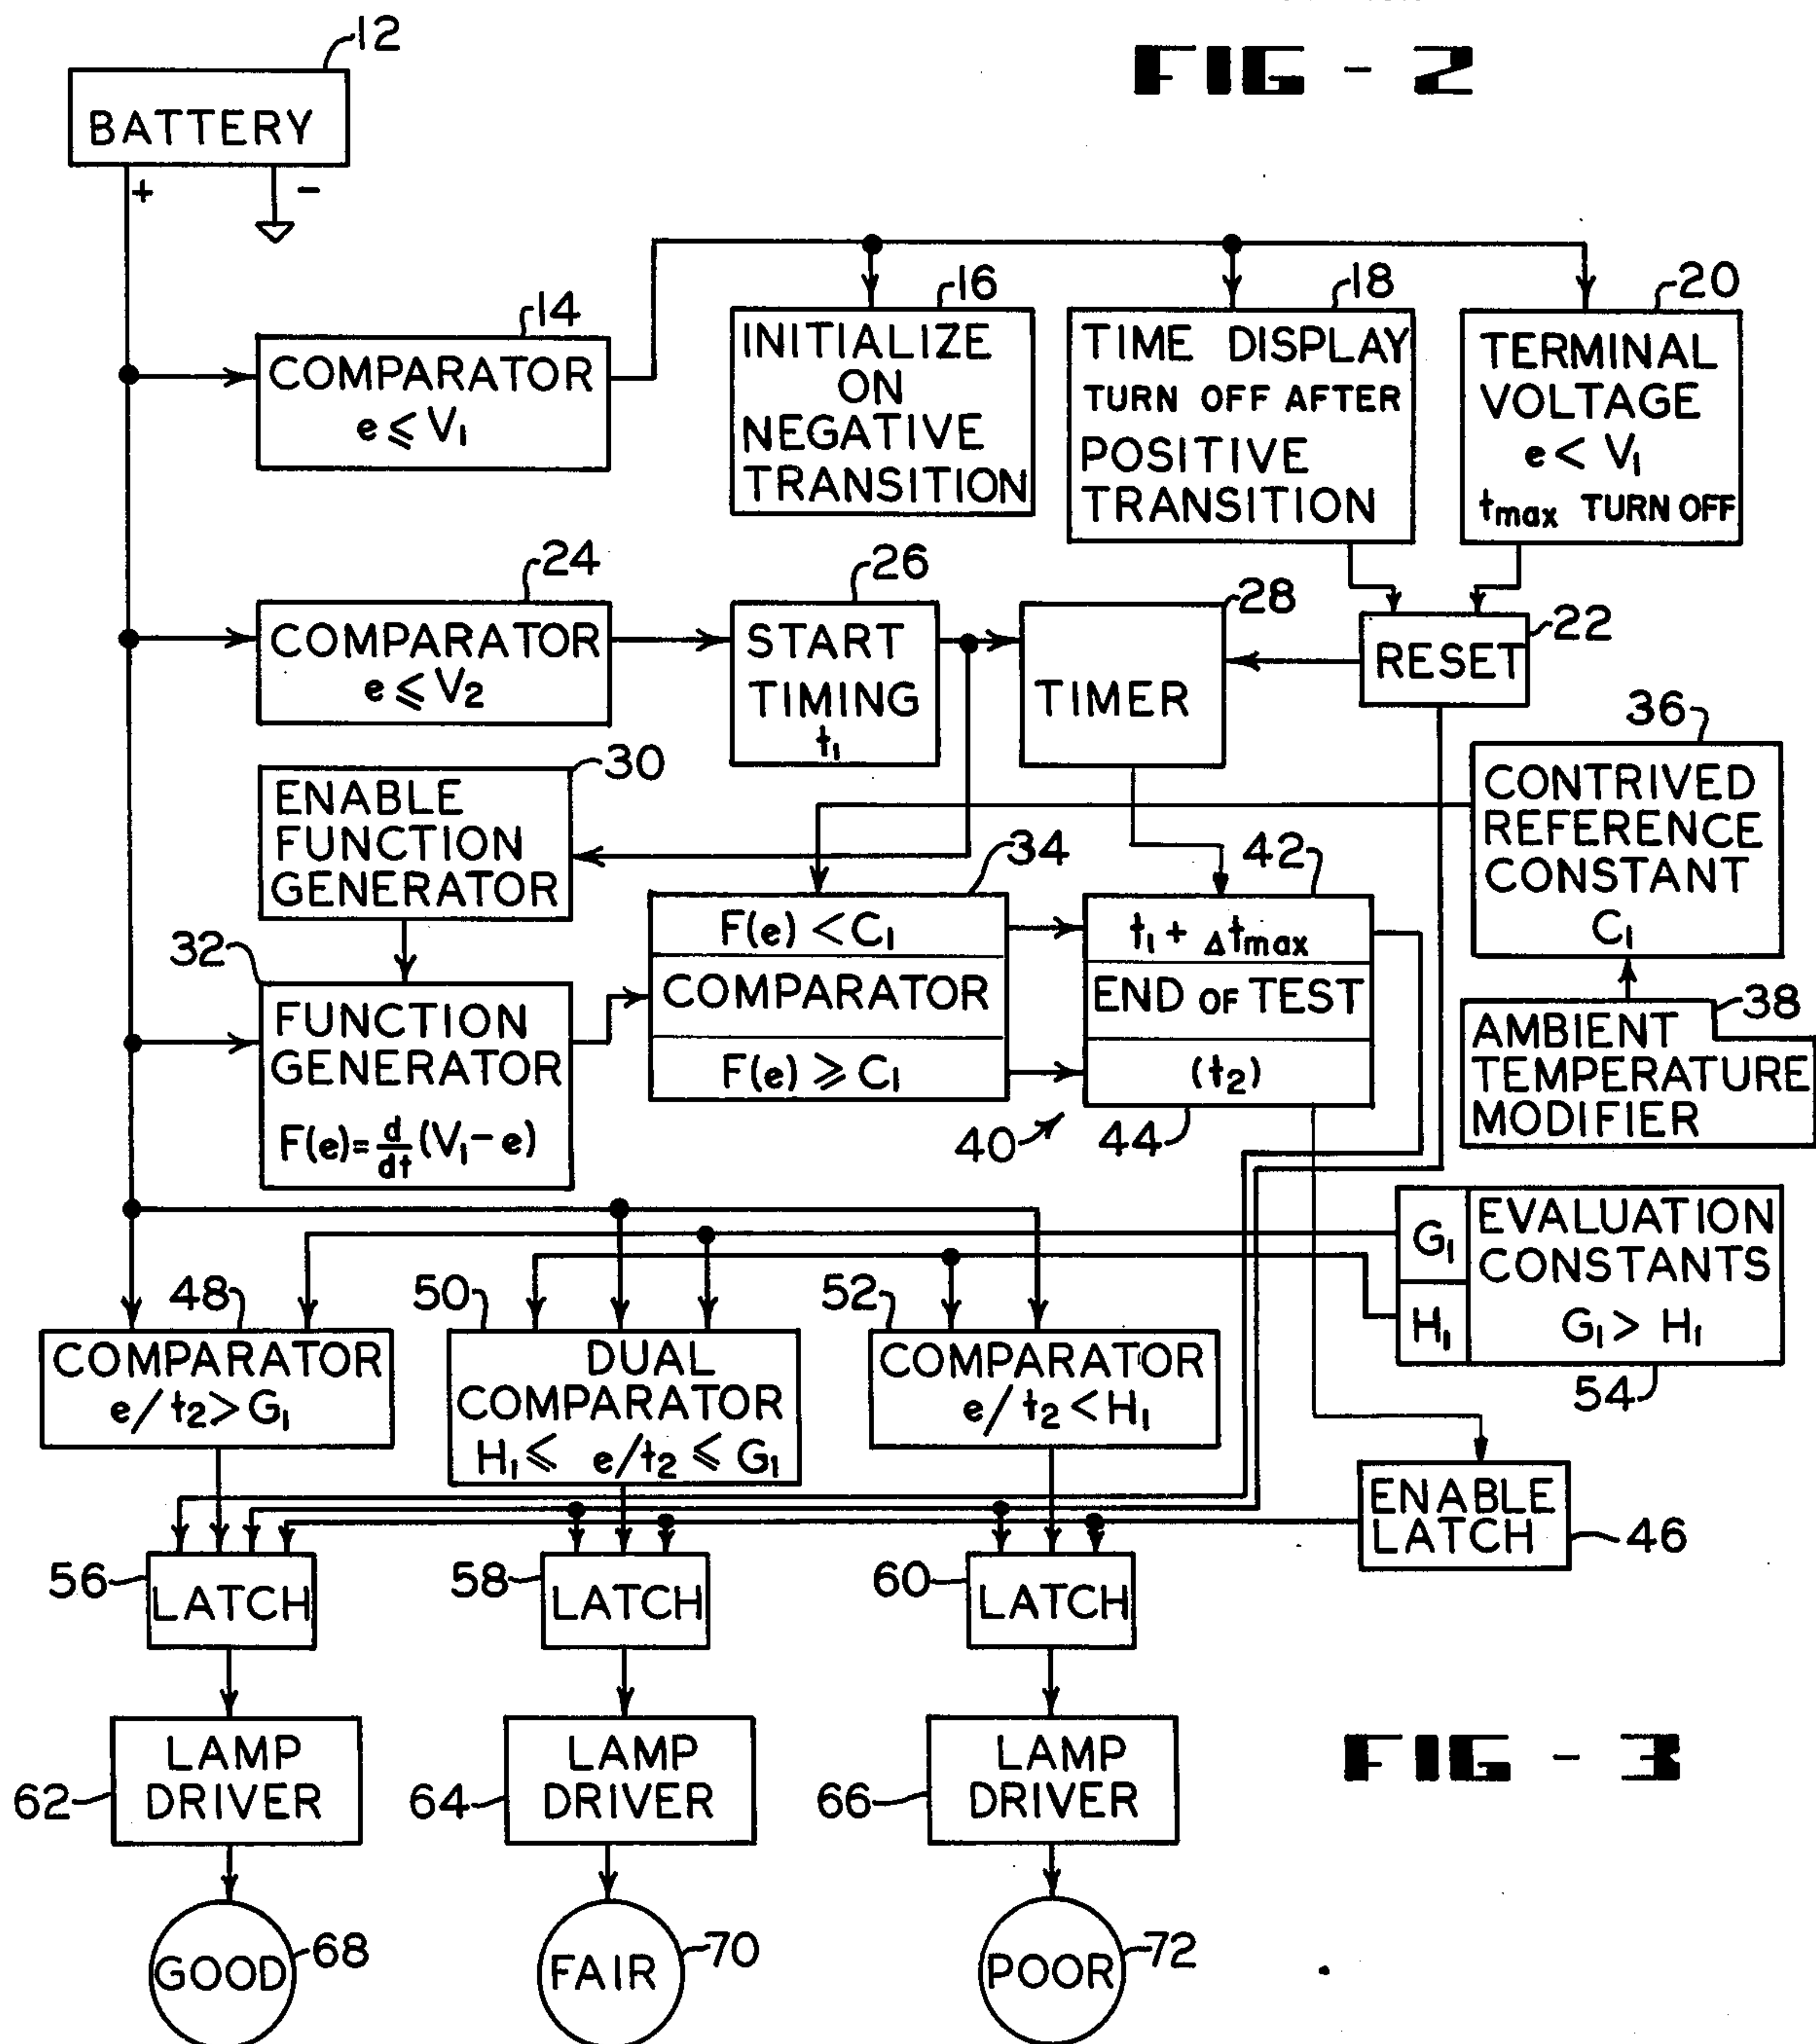 FIG - 2
12
BATTERY
+ -
14
COMPARATOR
e ≤ V₁
16
INITIALIZE
ON
NEGATIVE
TRANSITION
18
TIME DISPLAY
TURN OFF AFTER
POSITIVE
TRANSITION
20
TERMINAL
VOLTAGE
e < V₁
tmax TURN OFF
24
COMPARATOR
e ≤ V₂
26
START
TIMING
t₁
28
TIMER
22
RESET
30
ENABLE
FUNCTION
GENERATOR
36
CONTRIVED
REFERENCE
CONSTANT
C₁
32
FUNCTION
GENERATOR
F(e) = d/dt (V₁ - e)
34
F(e) < C₁
COMPARATOR
F(e) ≥ C₁
42
t₁ + Δtmax
END OF TEST
(t₂)
40
44
38
AMBIENT
TEMPERATURE
MODIFIER
G₁
H₁
EVALUATION
CONSTANTS
G₁ > H₁
54
48
COMPARATOR
e/t₂ > G₁
50
DUAL
COMPARATOR
H₁ ≤ e/t₂ ≤ G₁
52
COMPARATOR
e/t₂ < H₁
ENABLE
LATCH
46
56
LATCH
58
LATCH
60
LATCH
62
LAMP
DRIVER
64
LAMP
DRIVER
66
LAMP
DRIVER
FIG - 3
GOOD
68
FAIR
70
POOR
72